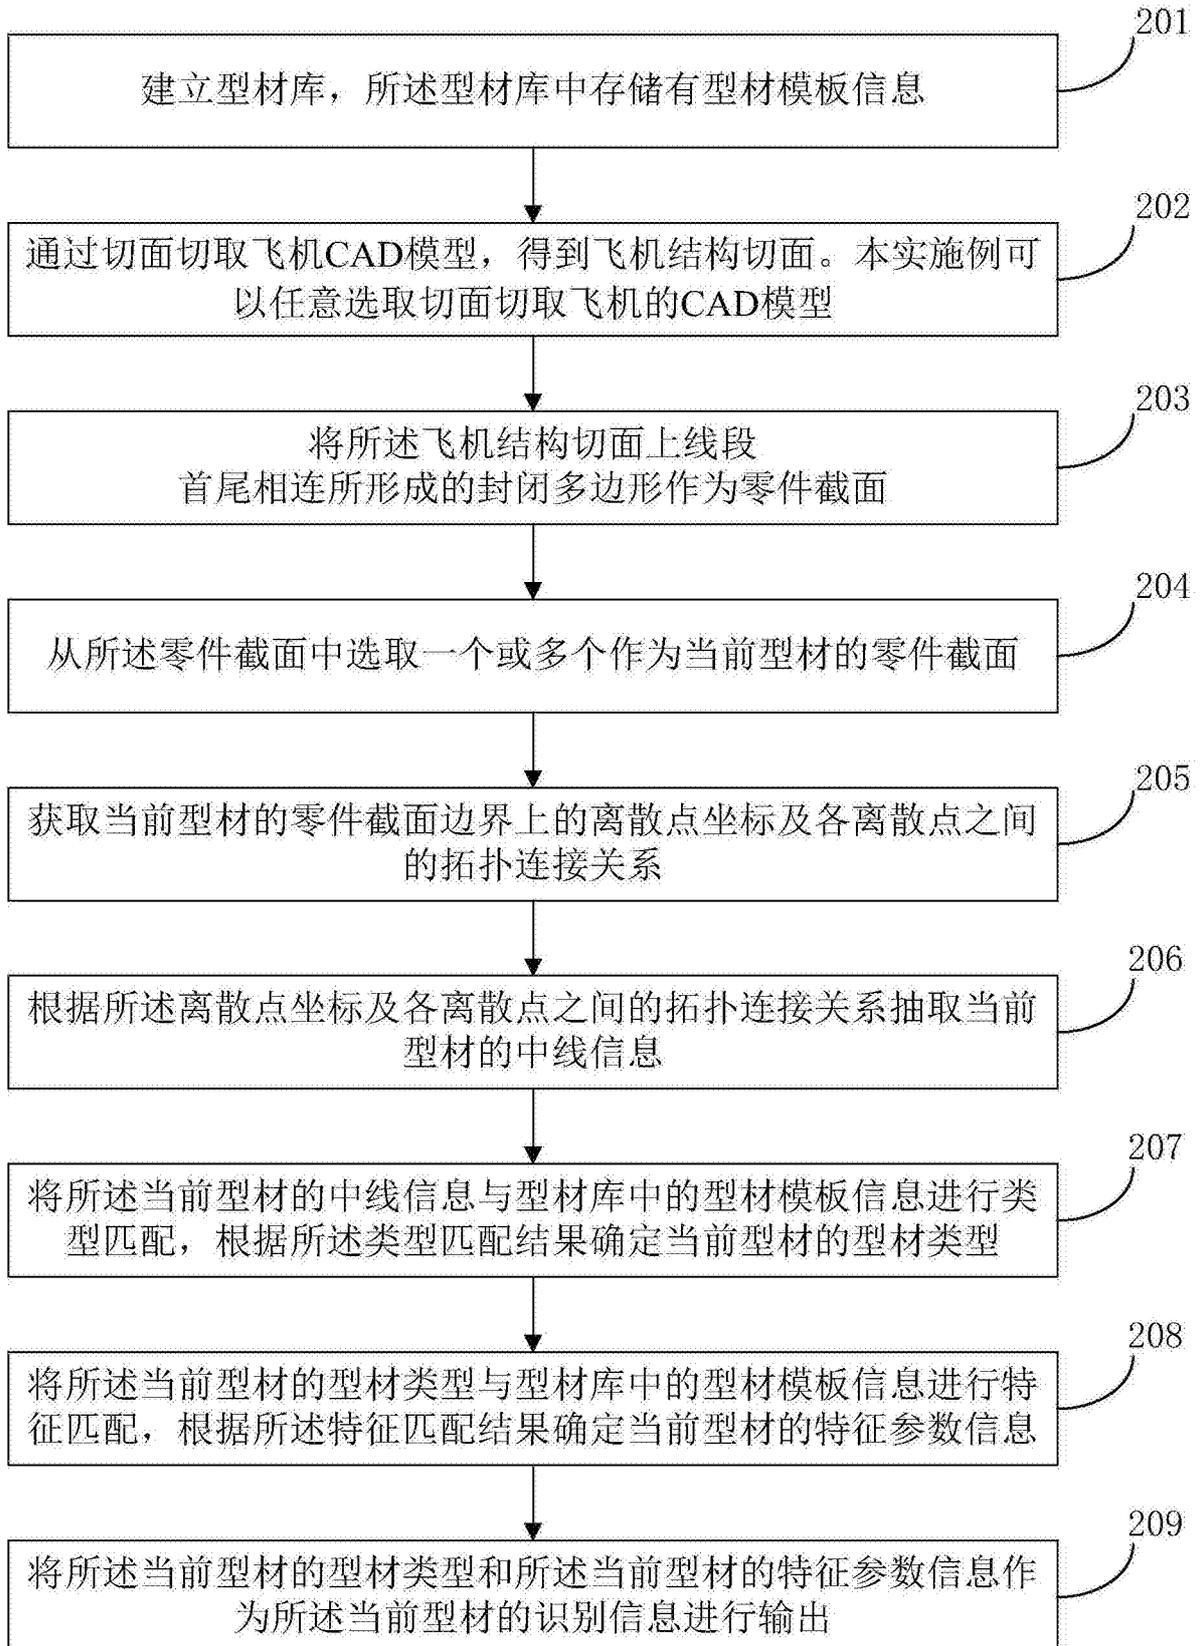 201
建立型材库，所述型材库中存储有型材模板信息
202
通过切面切取飞机CAD模型，得到飞机结构切面。本实施例可
以任意选取切面切取飞机的CAD模型
203
将所述飞机结构切面上线段
首尾相连所形成的封闭多边形作为零件截面
204
从所述零件截面中选取一个或多个作为当前型材的零件截面
205
获取当前型材的零件截面边界上的离散点坐标及各离散点之间
的拓扑连接关系
206
根据所述离散点坐标及各离散点之间的拓扑连接关系抽取当前
型材的中线信息
207
将所述当前型材的中线信息与型材库中的型材模板信息进行类
型匹配，根据所述类型匹配结果确定当前型材的型材类型
208
将所述当前型材的型材类型与型材库中的型材模板信息进行特
征匹配，根据所述特征匹配结果确定当前型材的特征参数信息
209
将所述当前型材的型材类型和所述当前型材的特征参数信息作
为所述当前型材的识别信息进行输出